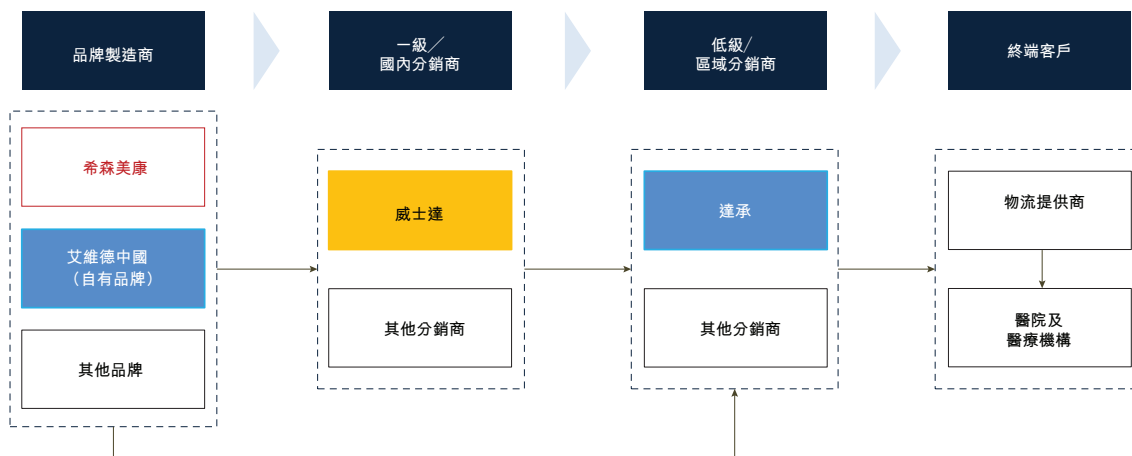 品牌製造商
一級／
國內分銷商
低級/
區域分銷商
終端客戶
希森美康
艾維德中國
（自有品牌）
其他品牌
威士達
其他分銷商
達承
其他分銷商
物流提供商
醫院及
醫療機構